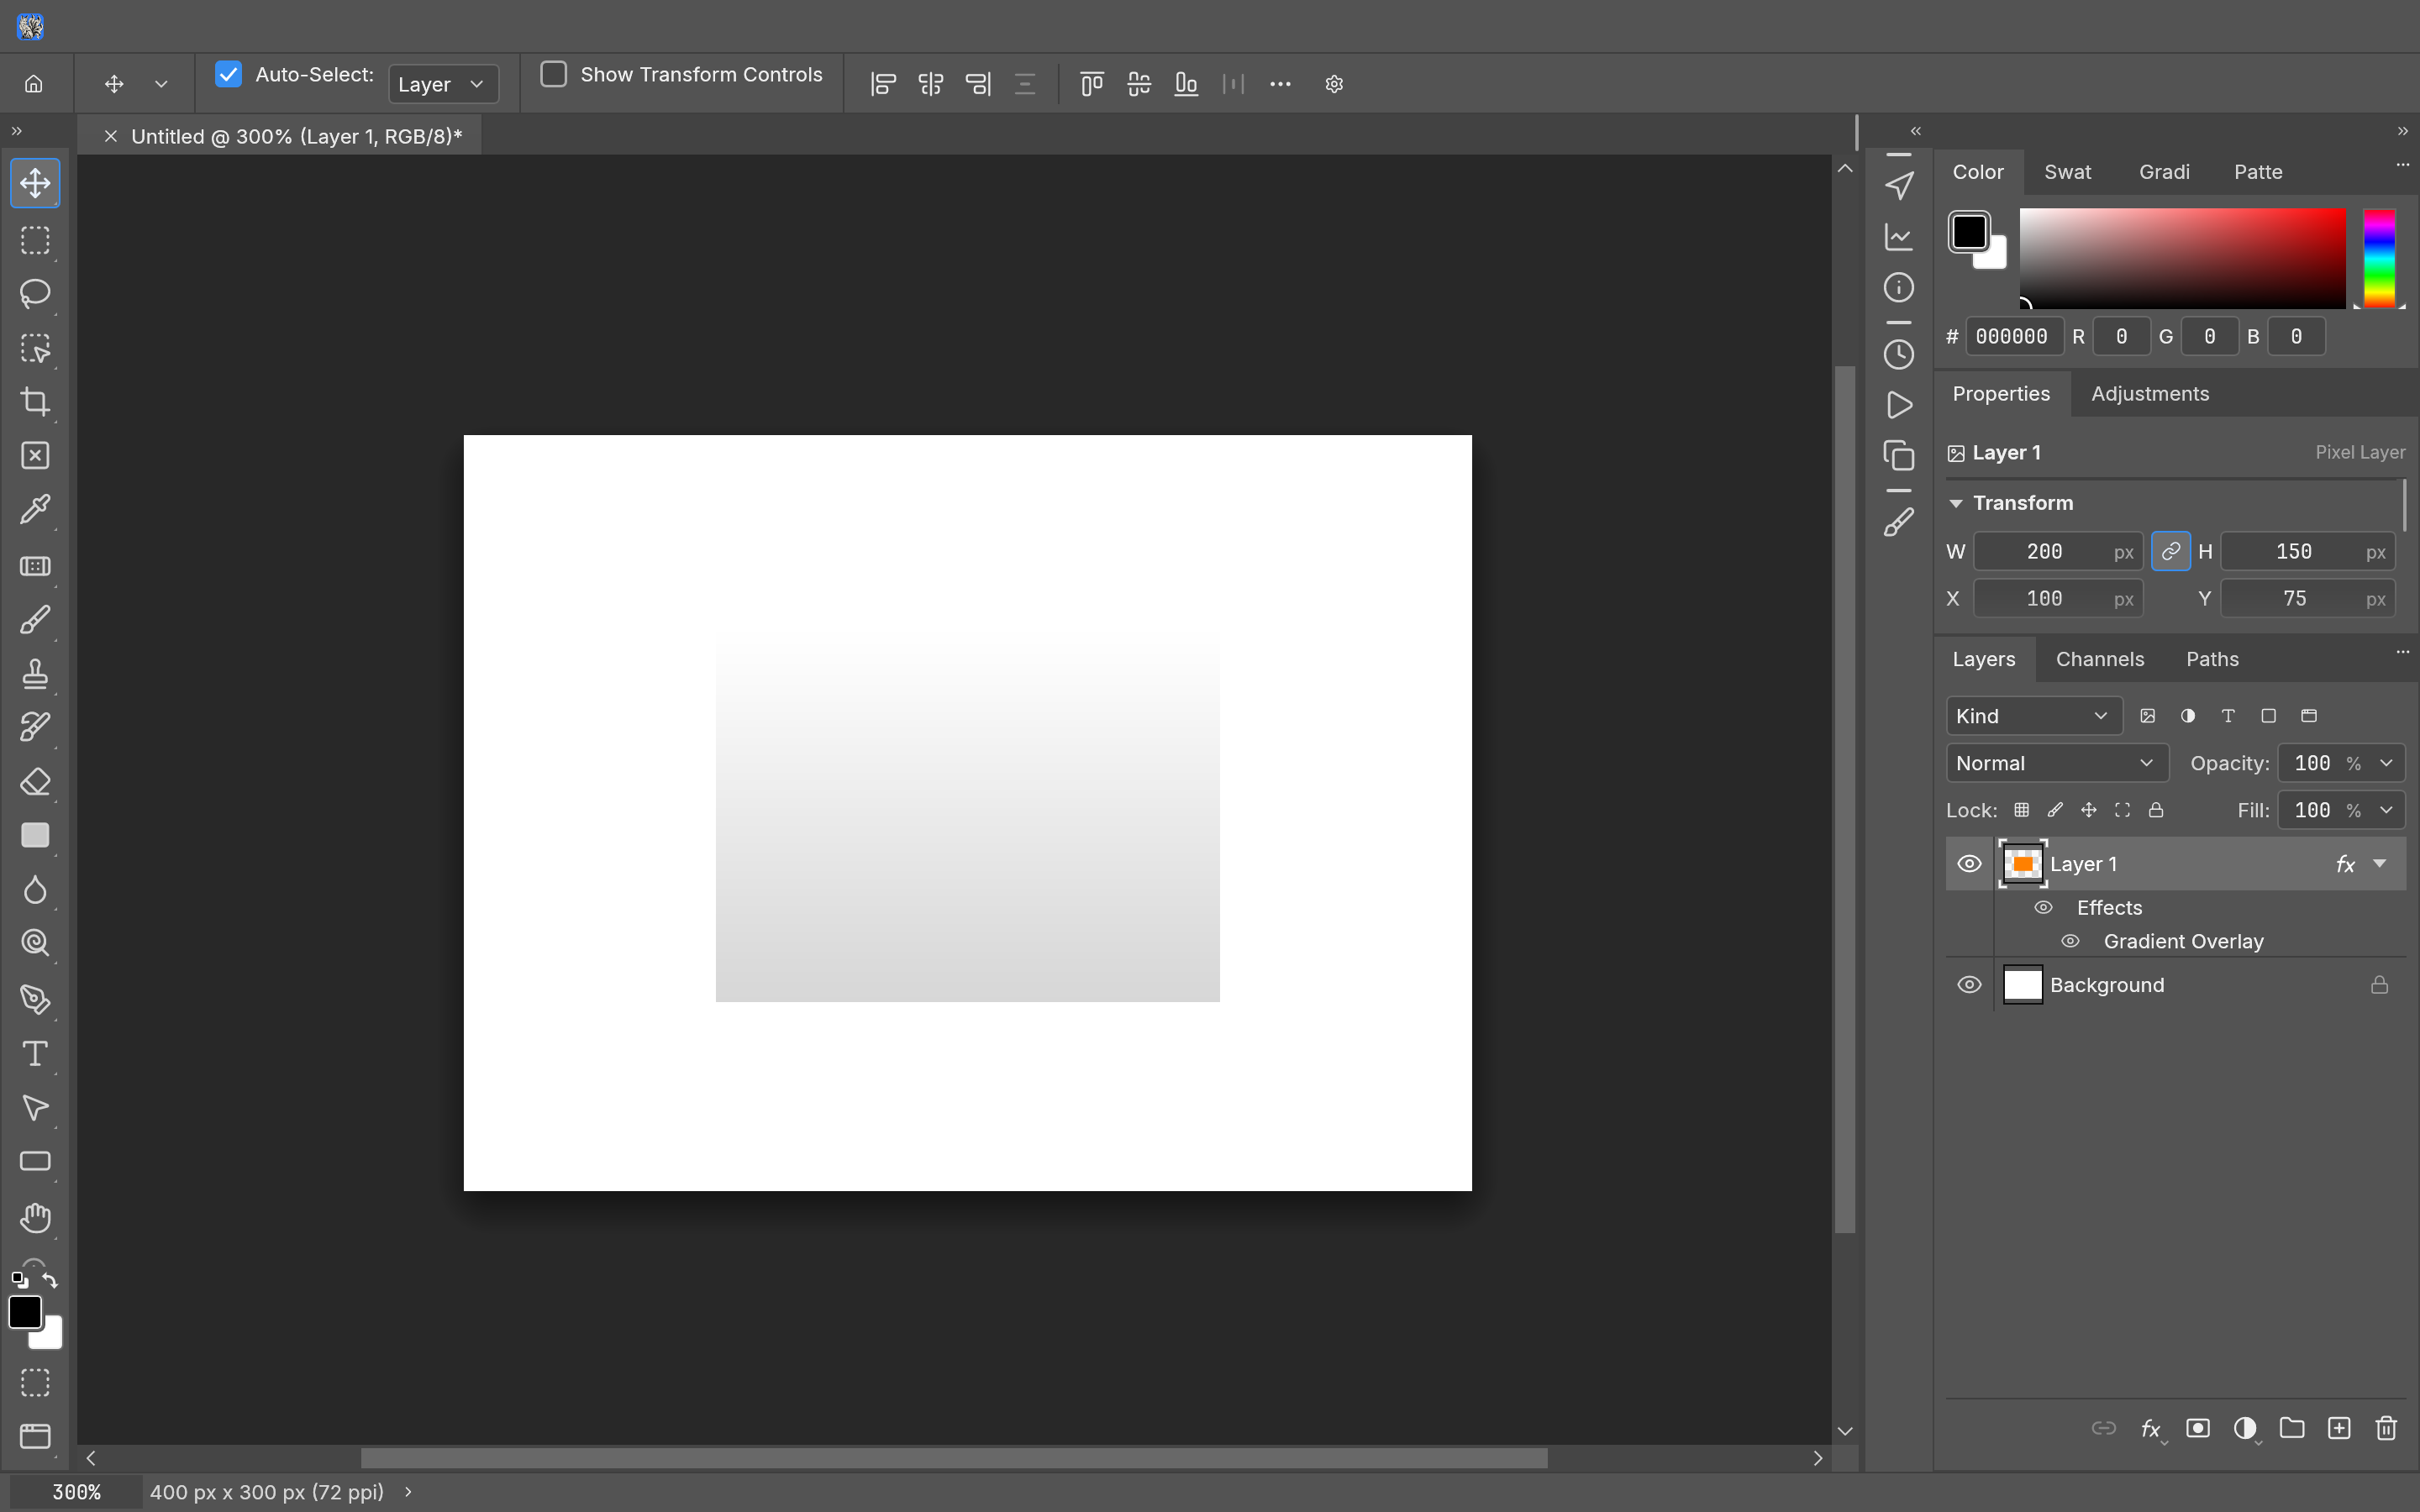 Auto-Select:
Layer
Show Transform Controls
Untitled @ 300% (Layer 1, RGB/8)*
Color Swat Gradi Patte
# 000000 R 0 G 0 B 0
Properties Adjustments
Layer 1 Pixel Layer
Transform
W 200 px H 150 px
X 100 px Y 75 px
Layers Channels Paths
Kind
Normal Opacity: 100 %
Lock: Fill: 100 %
Layer 1 fx
Effects
Gradient Overlay
Background
fx
300% 400 px x 300 px (72 ppi)